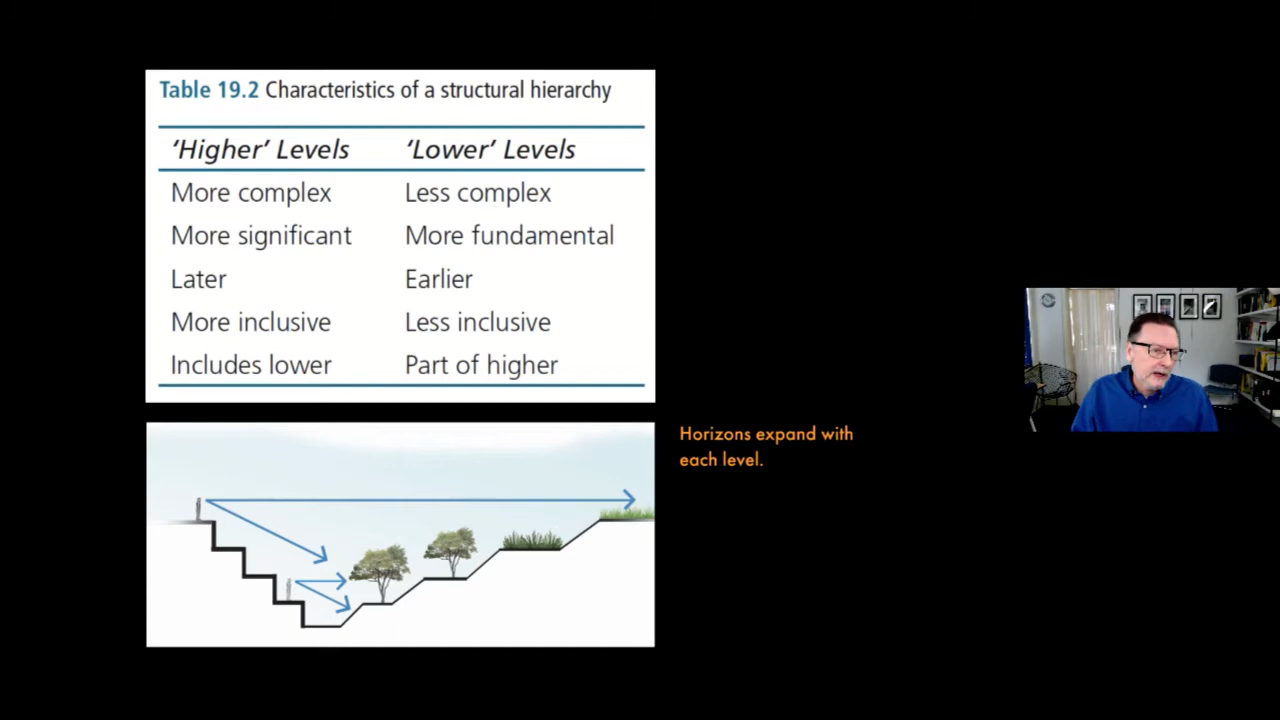 Table 19.2 Characteristics of a structural hierarchy
‘Higher’ Levels ‘Lower’ Levels
More complex Less complex
More significant More fundamental
Later Earlier
More inclusive Less inclusive
Includes lower Part of higher
Horizons expand with
each level.